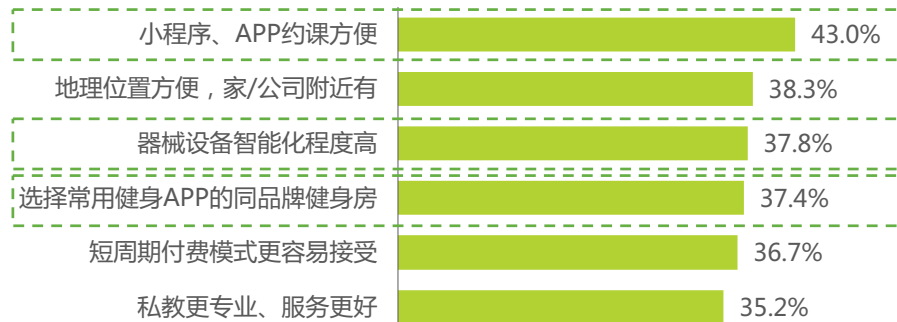 小程序、APP约课方便 43.0%
地理位置方便，家/公司附近有 38.3%
器械设备智能化程度高 37.8%
选择常用健身APP的同品牌健身房 37.4%
短周期付费模式更容易接受 36.7%
私教更专业、服务更好 35.2%